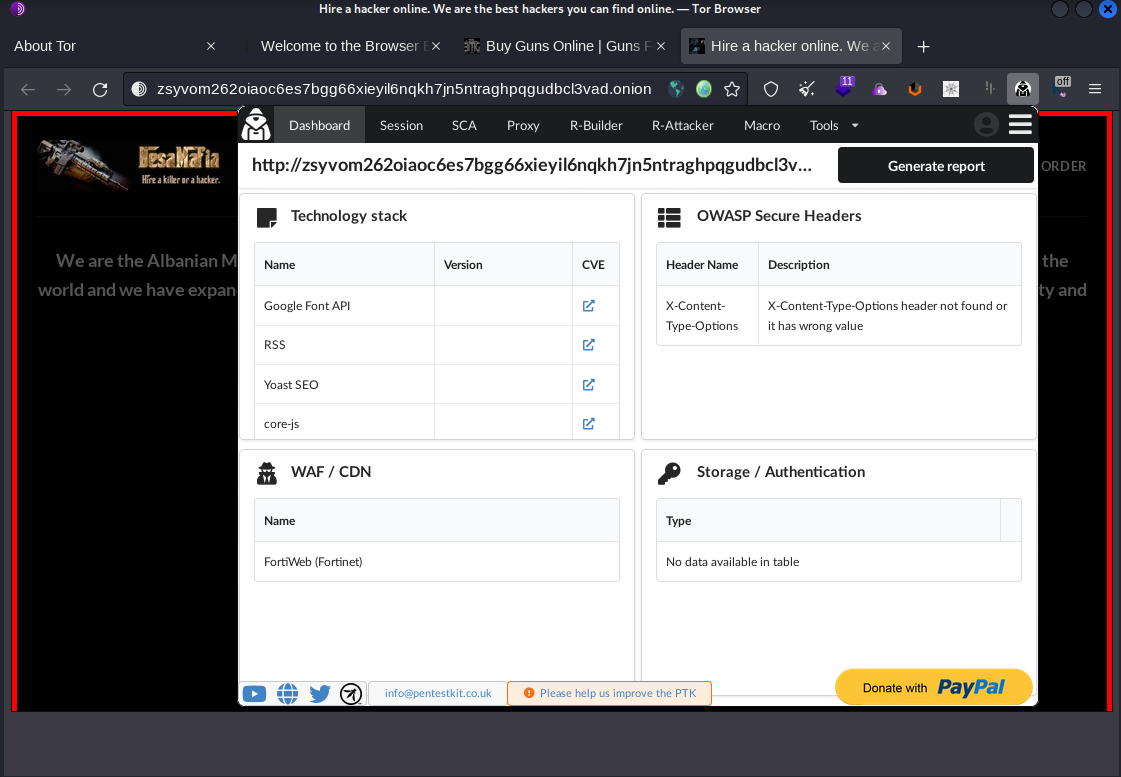 Hire a hacker online. We are the best hackers you can find online. — Tor Browser
About Tor
Welcome to the Browser
Buy Guns Online | Guns F
Hire a hacker online. We a
zsyvom262oiaoc6es7bgg66xieyil6nqkh7jn5ntraghpqgudbcl3vad.onion
11
off
BesaMafia
Hire a killer or a hacker.
ORDER
We are the Albanian M
the
world and we have expan
ty and
Dashboard Session SCA Proxy R-Builder R-Attacker Macro Tools
http://zsyvom262oiaoc6es7bgg66xieyil6nqkh7jn5ntraghpqgudbcl3v...
Generate report
Technology stack
Name Version CVE
Google Font API
RSS
Yoast SEO
core-js
OWASP Secure Headers
Header Name Description
X-Content-
Type-Options
X-Content-Type-Options header not found or
it has wrong value
WAF / CDN
Name
FortiWeb (Fortinet)
Storage / Authentication
Type
No data available in table
info@pentestkit.co.uk
Please help us improve the PTK
Donate with PayPal